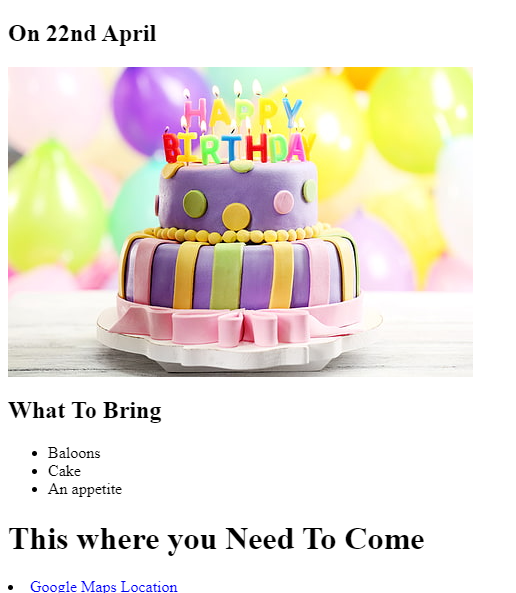 On 22nd April
HAPPY
BIRTHDAY
What To Bring
Baloons
Cake
An appetite
This where you Need To Come
Google Maps Location